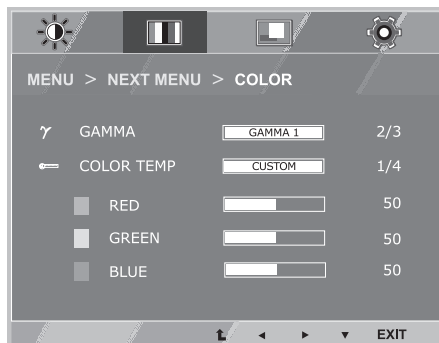 MENU > NEXT MENU > COLOR
γ GAMMA GAMMA 1 2/3
COLOR TEMP CUSTOM 1/4
RED 50
GREEN 50
BLUE 50
EXIT